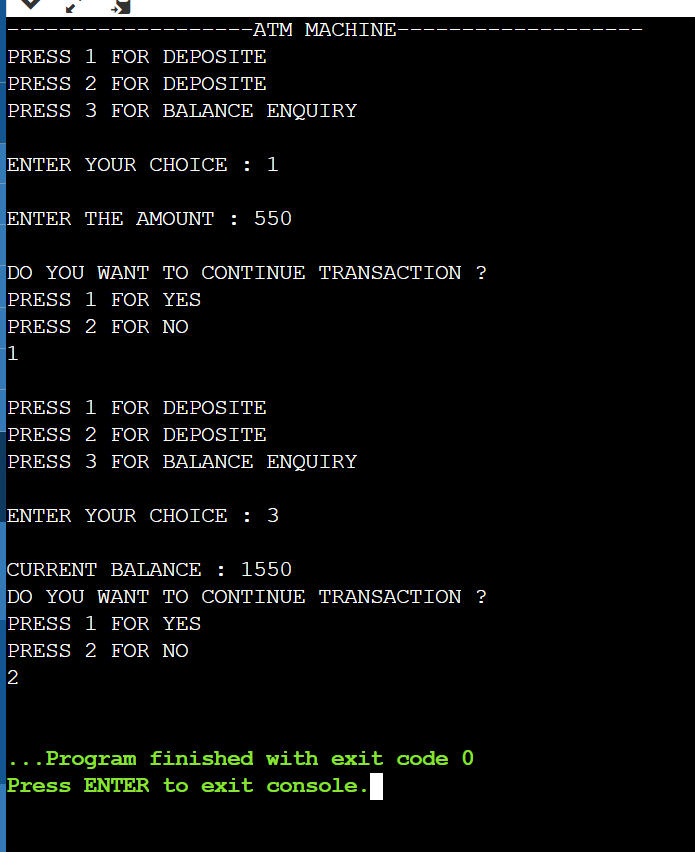 -------------------ATM MACHINE-------------------
PRESS 1 FOR DEPOSITE
PRESS 2 FOR DEPOSITE
PRESS 3 FOR BALANCE ENQUIRY
ENTER YOUR CHOICE : 1
ENTER THE AMOUNT : 550
DO YOU WANT TO CONTINUE TRANSACTION ?
PRESS 1 FOR YES
PRESS 2 FOR NO
1
PRESS 1 FOR DEPOSITE
PRESS 2 FOR DEPOSITE
PRESS 3 FOR BALANCE ENQUIRY
ENTER YOUR CHOICE : 3
CURRENT BALANCE : 1550
DO YOU WANT TO CONTINUE TRANSACTION ?
PRESS 1 FOR YES
PRESS 2 FOR NO
2
...Program finished with exit code 0
Press ENTER to exit console.